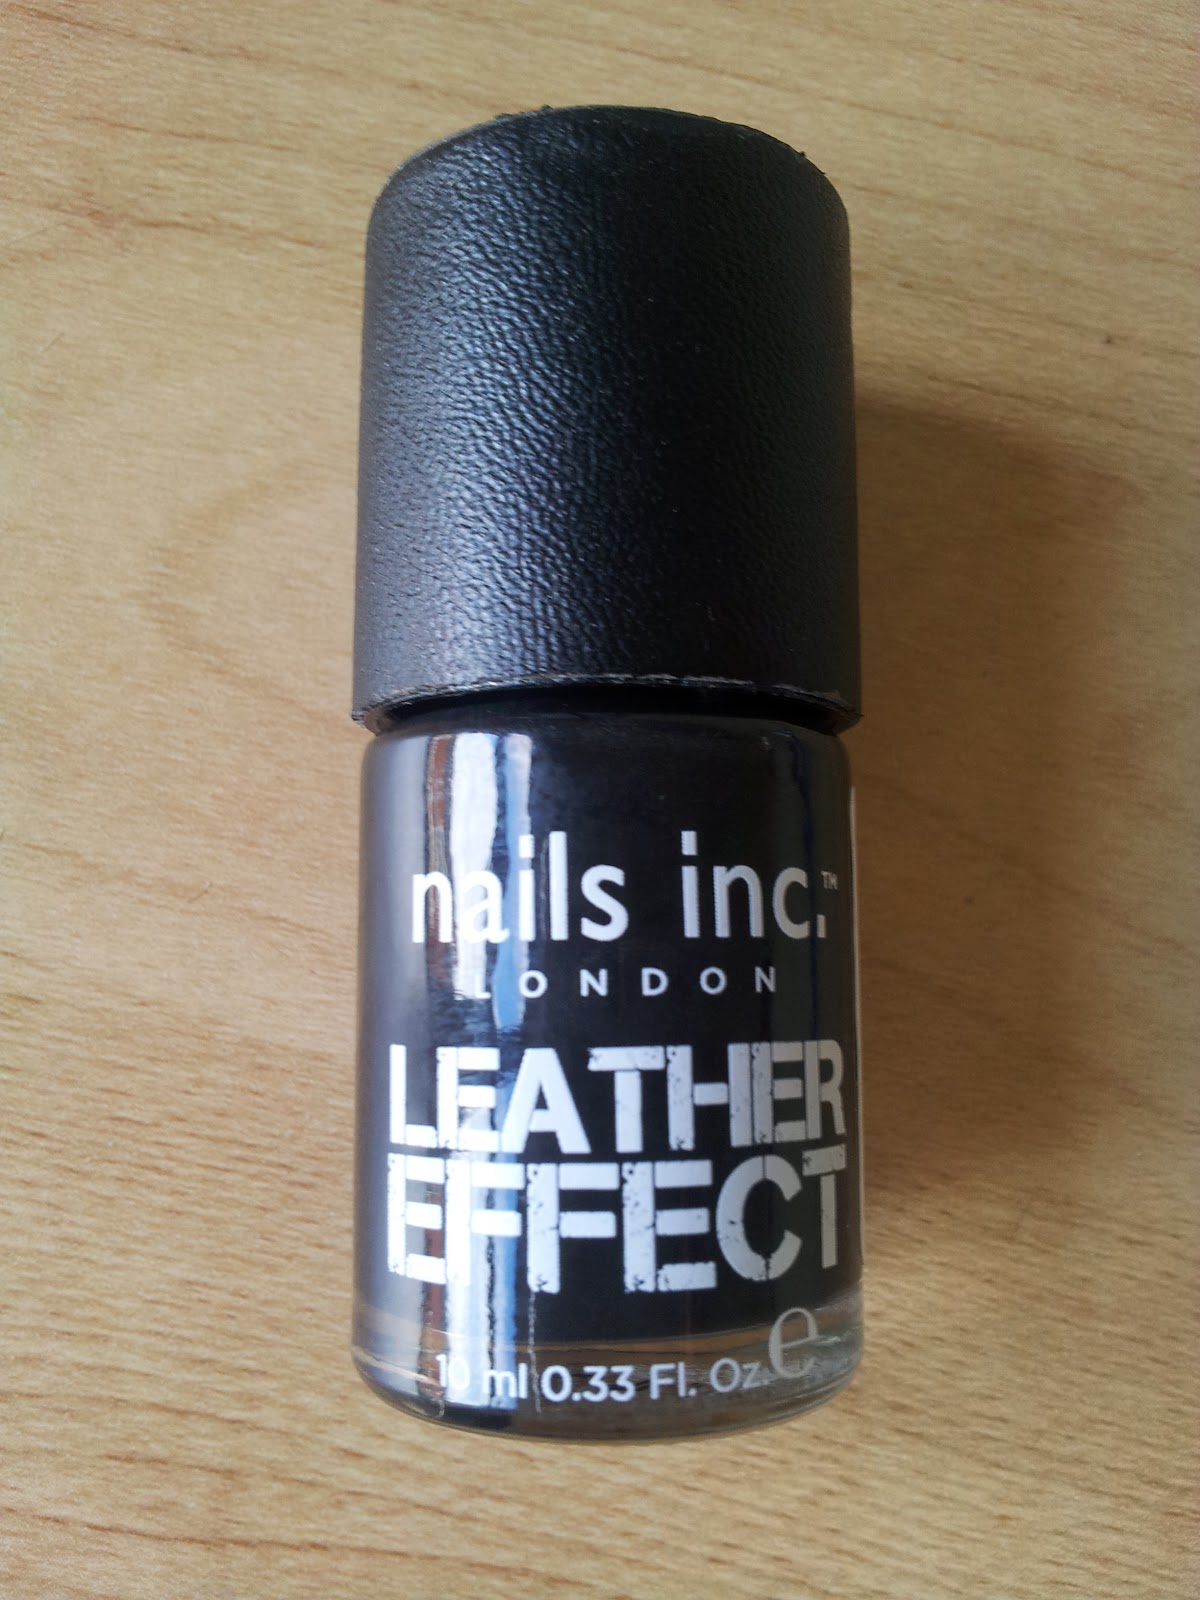 nails inc.™
LONDON
LEATHER
EFFECT
10 ml 0.33 Fl. Oz. ℮